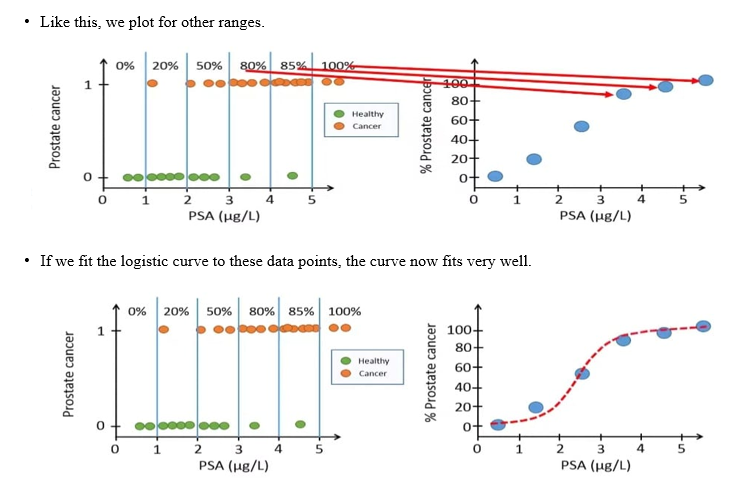 • Like this, we plot for other ranges.
0% 20% 50% 80% 85% 100%
Prostate cancer
1
0
0 1 2 3 4 5
PSA (µg/L)
Healthy
Cancer
% Prostate cancer
100
80
60
40
20
0
0 1 2 3 4 5
PSA (µg/L)
• If we fit the logistic curve to these data points, the curve now fits very well.
0% 20% 50% 80% 85% 100%
Prostate cancer
1
0
0 1 2 3 4 5
PSA (µg/L)
Healthy
Cancer
% Prostate cancer
100
80
60
40
20
0
0 1 2 3 4 5
PSA (µg/L)